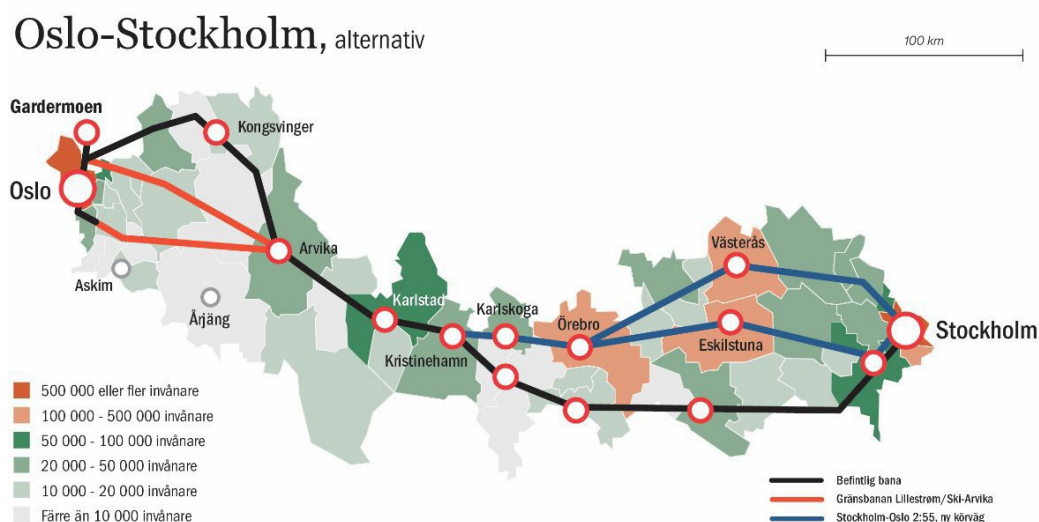 Oslo-Stockholm, alternativ
100 km
Gardermoen
Kongsvinger
Oslo
Arvika
Askim
Årjäng
Karlstad
Kristinehamn
Karlskoga
Örebro
Västerås
Eskilstuna
Stockholm
500 000 eller fler invånare
100 000 - 500 000 invånare
50 000 - 100 000 invånare
20 000 - 50 000 invånare
10 000 - 20 000 invånare
Färre än 10 000 invånare
Befintlig bana
Gränsbanan Lillestrøm/Ski-Arvika
Stockholm-Oslo 2:55, ny körväg